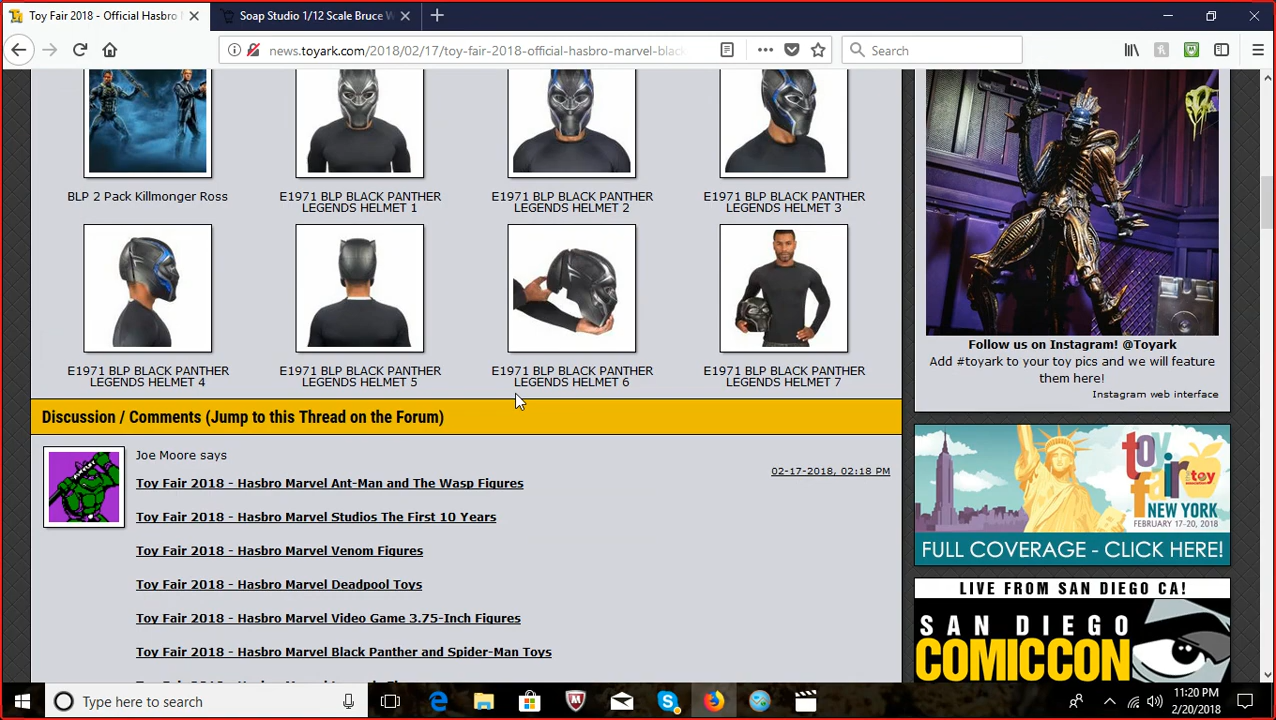 Toy Fair 2018 - Official Hasbro
Soap Studio 1/12 Scale Bruce W
news.toyark.com/2018/02/17/toy-fair-2018-official-hasbro-marvel-blac
Search
BLP 2 Pack Killmonger Ross
E1971 BLP BLACK PANTHER
LEGENDS HELMET 1
E1971 BLP BLACK PANTHER
LEGENDS HELMET 2
E1971 BLP BLACK PANTHER
LEGENDS HELMET 3
E1971 BLP BLACK PANTHER
LEGENDS HELMET 4
E1971 BLP BLACK PANTHER
LEGENDS HELMET 5
E1971 BLP BLACK PANTHER
LEGENDS HELMET 6
E1971 BLP BLACK PANTHER
LEGENDS HELMET 7
Discussion / Comments (Jump to this Thread on the Forum)
Joe Moore says
02-17-2018, 02:18 PM
Toy Fair 2018 - Hasbro Marvel Ant-Man and The Wasp Figures
Toy Fair 2018 - Hasbro Marvel Studios The First 10 Years
Toy Fair 2018 - Hasbro Marvel Venom Figures
Toy Fair 2018 - Hasbro Marvel Deadpool Toys
Toy Fair 2018 - Hasbro Marvel Video Game 3.75-Inch Figures
Toy Fair 2018 - Hasbro Marvel Black Panther and Spider-Man Toys
Follow us on Instagram! @Toyark
Add #toyark to your toy pics and we will feature
them here!
Instagram web interface
toy
fair
toy
NEW YORK
FEBRUARY 17-20, 2018
FULL COVERAGE - CLICK HERE!
LIVE FROM SAN DIEGO CA!
SAN DIEGO
COMICCON
Type here to search
11:20 PM
2/20/2018